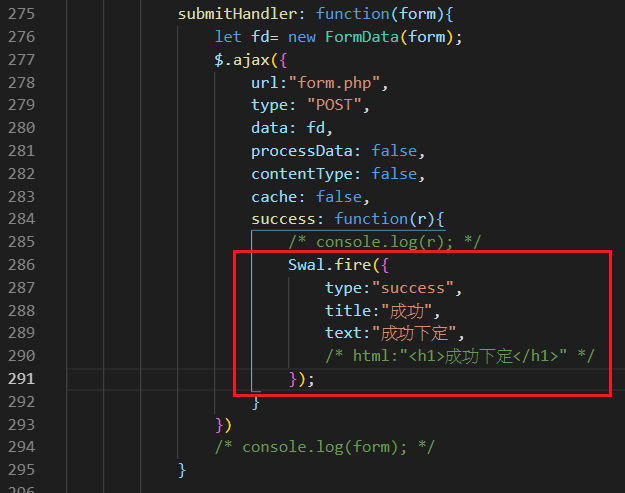 275 submitHandler: function(form){
276 let fd= new FormData(form);
277 $.ajax({
278 url:"form.php",
279 type: "POST",
280 data: fd,
281 processData: false,
282 contentType: false,
283 cache: false,
284 success: function(r){
285 /* console.log(r); */
286 Swal.fire({
287 type:"success",
288 title:"成功",
289 text:"成功下定",
290 /* html:"<h1>成功下定</h1>" */
291 });
292 }
293 })
294 /* console.log(form); */
295 }
296